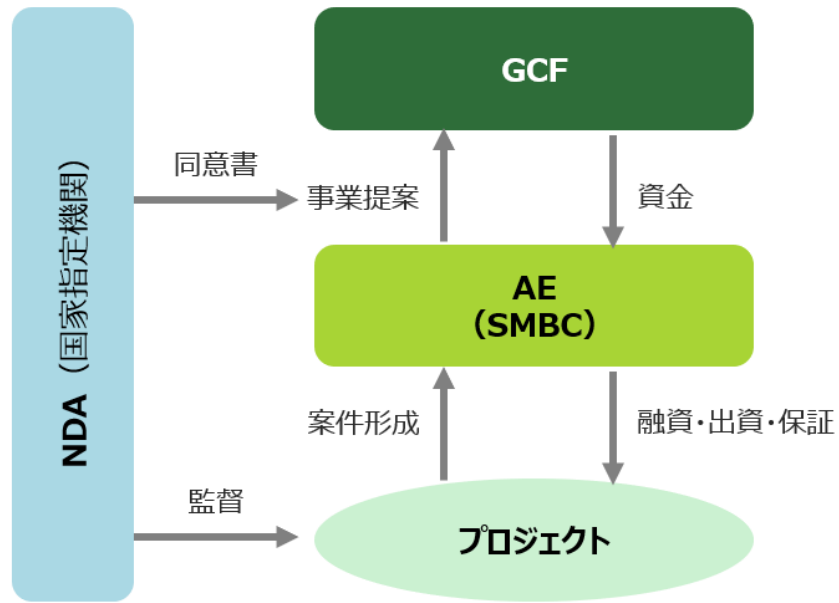 GCF
同意書
事業提案
資金
NDA（国家指定機関）
AE
（SMBC）
案件形成
融資・出資・保証
監督
プロジェクト